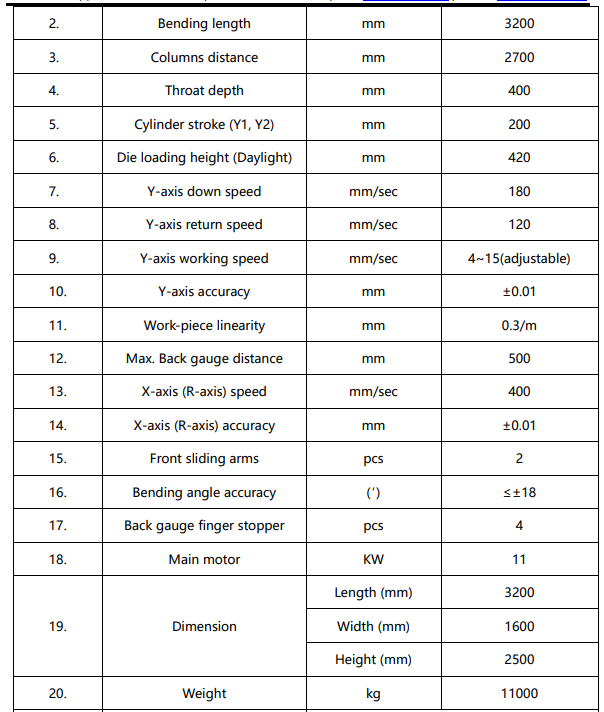 2. Bending length mm 3200
3. Columns distance mm 2700
4. Throat depth mm 400
5. Cylinder stroke (Y1, Y2) mm 200
6. Die loading height (Daylight) mm 420
7. Y-axis down speed mm/sec 180
8. Y-axis return speed mm/sec 120
9. Y-axis working speed mm/sec 4~15(adjustable)
10. Y-axis accuracy mm ±0.01
11. Work-piece linearity mm 0.3/m
12. Max. Back gauge distance mm 500
13. X-axis (R-axis) speed mm/sec 400
14. X-axis (R-axis) accuracy mm ±0.01
15. Front sliding arms pcs 2
16. Bending angle accuracy (′) ≤±18
17. Back gauge finger stopper pcs 4
18. Main motor KW 11
19. Dimension Length (mm) 3200
Width (mm) 1600
Height (mm) 2500
20. Weight kg 11000